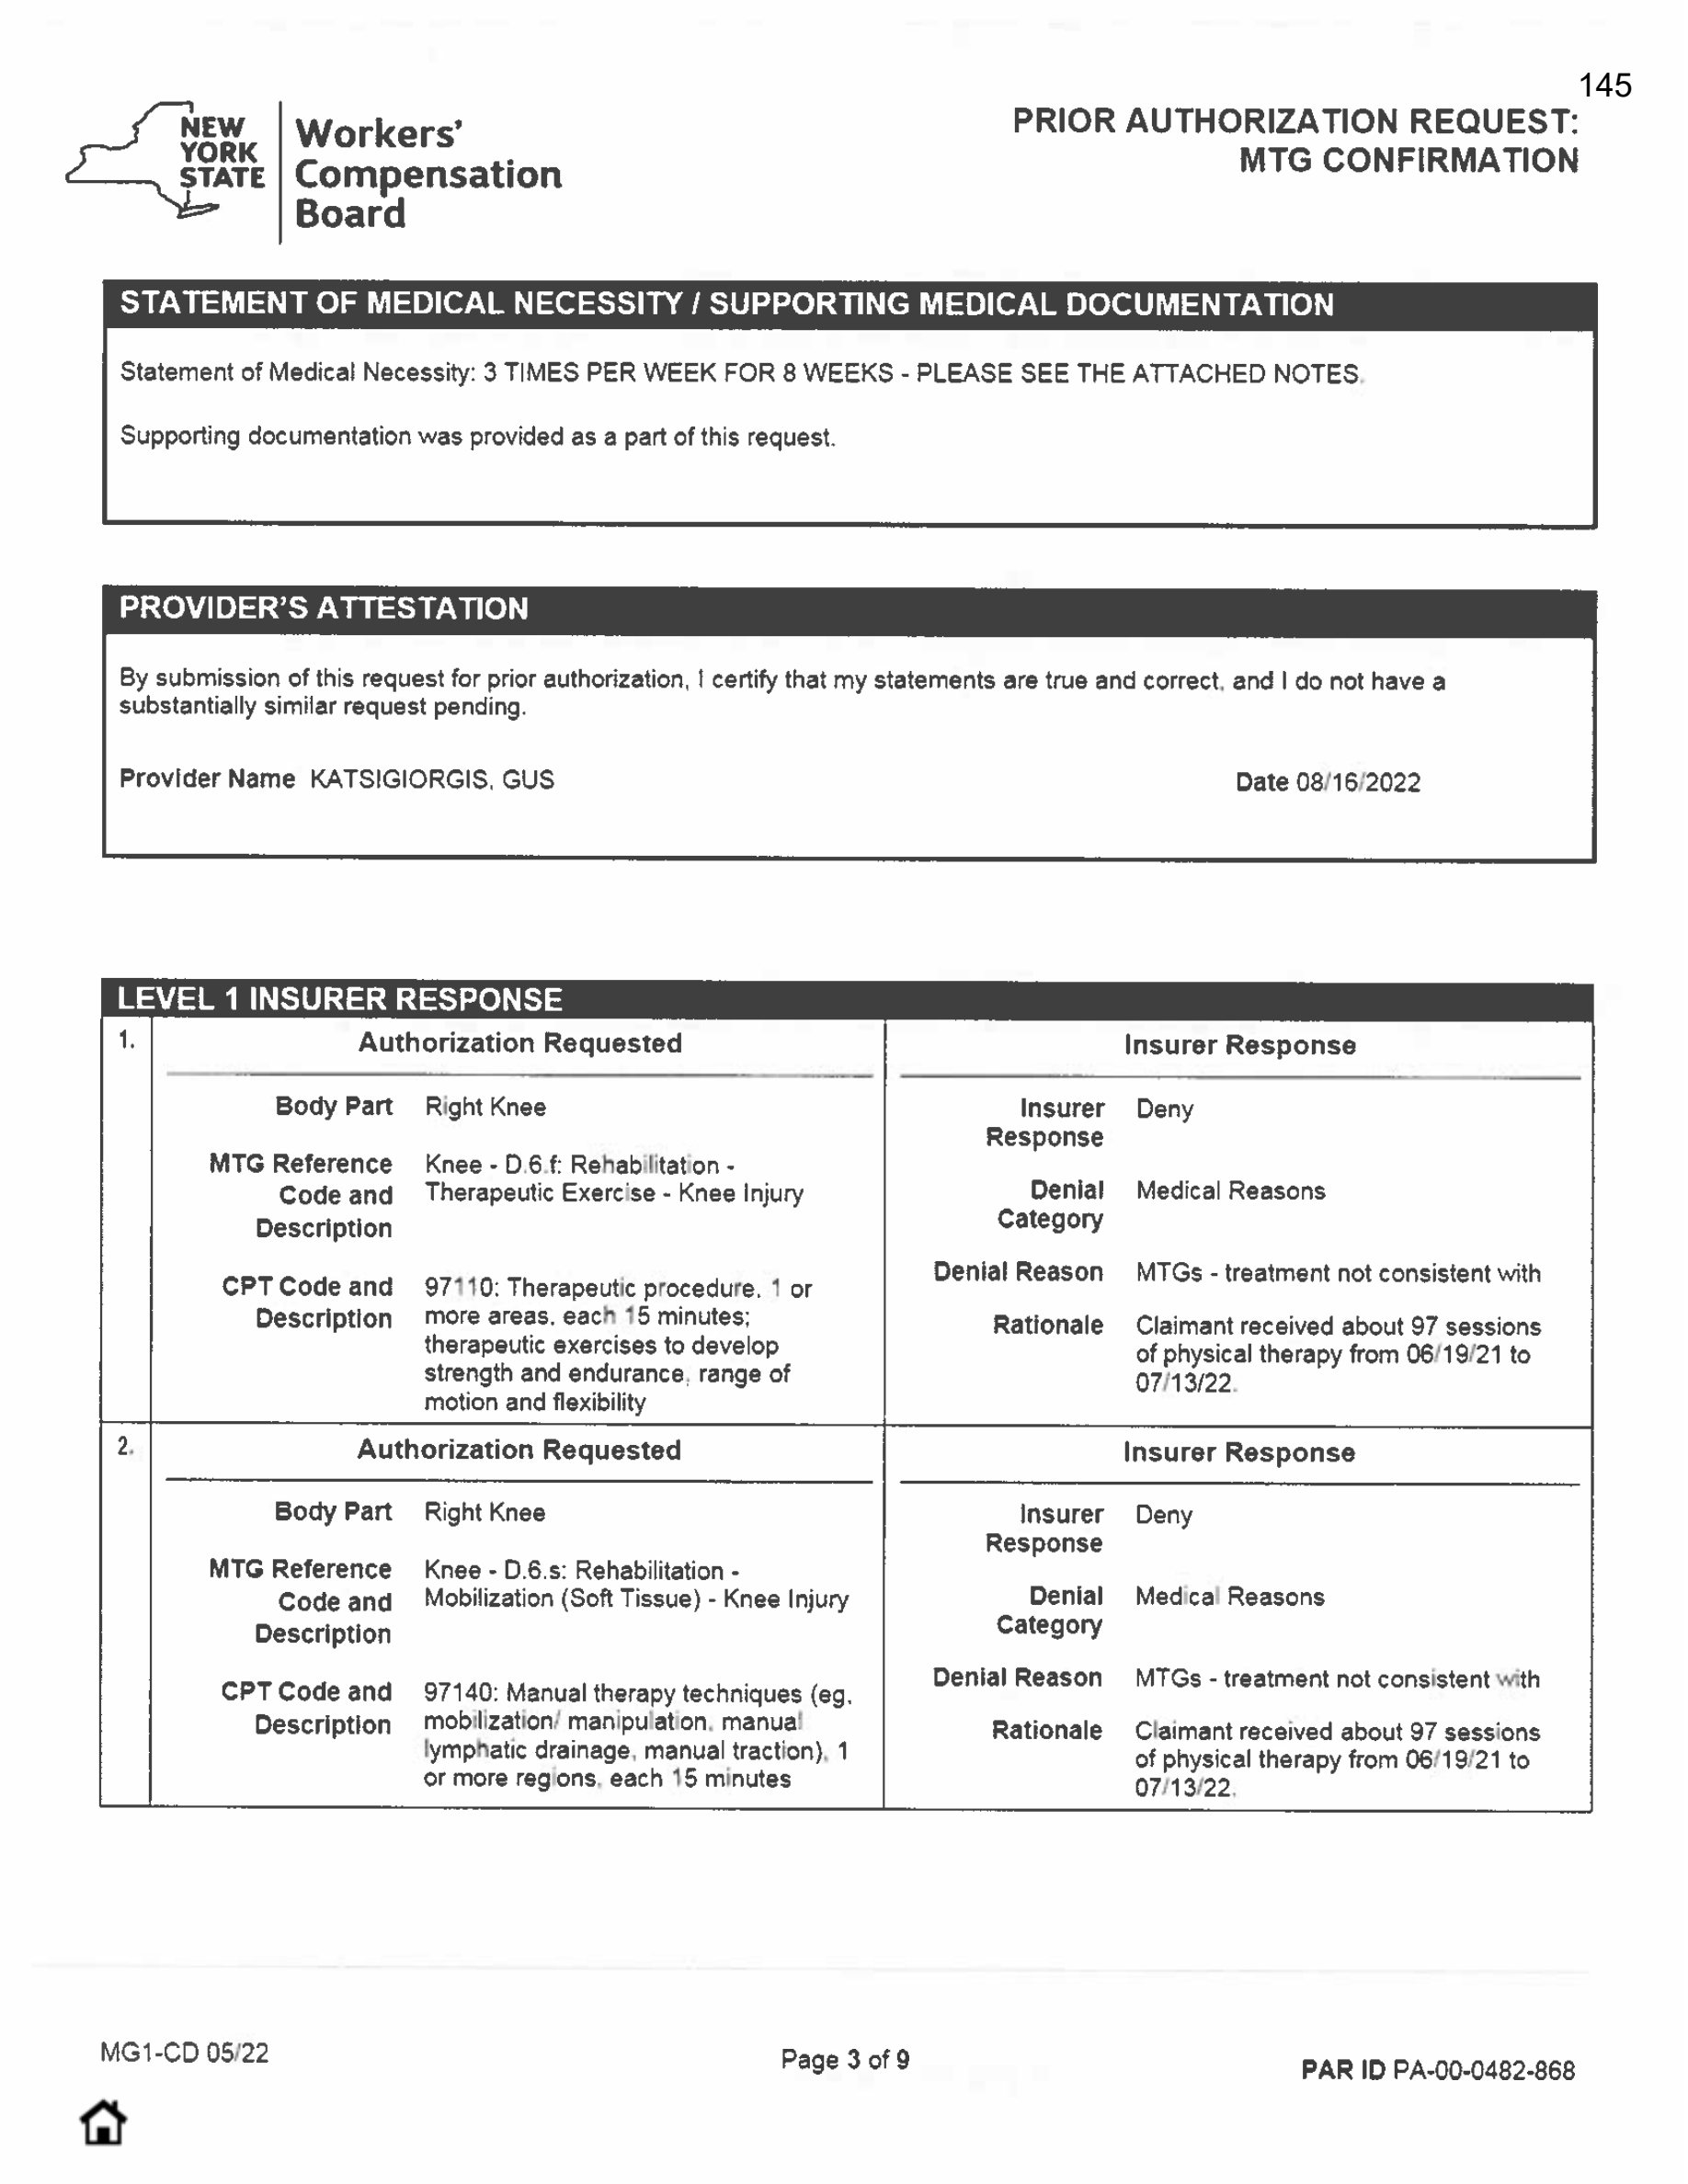 145
NEW
YORK
STATE
Workers'
Compensation
Board
PRIOR AUTHORIZATION REQUEST:
MTG CONFIRMATION
STATEMENT OF MEDICAL NECESSITY / SUPPORTING MEDICAL DOCUMENTATION
Statement of Medical Necessity: 3 TIMES PER WEEK FOR 8 WEEKS - PLEASE SEE THE ATTACHED NOTES.
Supporting documentation was provided as a part of this request.
PROVIDER'S ATTESTATION
By submission of this request for prior authorization, I certify that my statements are true and correct, and I do not have a
substantially similar request pending.
Provider Name KATSIGIORGIS, GUS
Date 08/16/2022
LEVEL 1 INSURER RESPONSE
1.
Authorization Requested
Body Part Right Knee
MTG Reference Knee - D.6.f: Rehabilitation -
Code and Therapeutic Exercise - Knee Injury
Description
CPT Code and 97110: Therapeutic procedure, 1 or
Description more areas, each 15 minutes;
therapeutic exercises to develop
strength and endurance, range of
motion and flexibility
Insurer Response
Insurer Deny
Response
Denial Medical Reasons
Category
Denial Reason MTGs - treatment not consistent with
Rationale Claimant received about 97 sessions
of physical therapy from 06/19/21 to
07/13/22.
2.
Authorization Requested
Body Part Right Knee
MTG Reference Knee - D.6.s: Rehabilitation -
Code and Mobilization (Soft Tissue) - Knee Injury
Description
CPT Code and 97140: Manual therapy techniques (eg,
Description mobilization/ manipulation, manual
lymphatic drainage, manual traction), 1
or more regions, each 15 minutes
Insurer Response
Insurer Deny
Response
Denial Medical Reasons
Category
Denial Reason MTGs - treatment not consistent with
Rationale Claimant received about 97 sessions
of physical therapy from 06/19/21 to
07/13/22.
MG1-CD 05/22
Page 3 of 9
PAR ID PA-00-0482-868